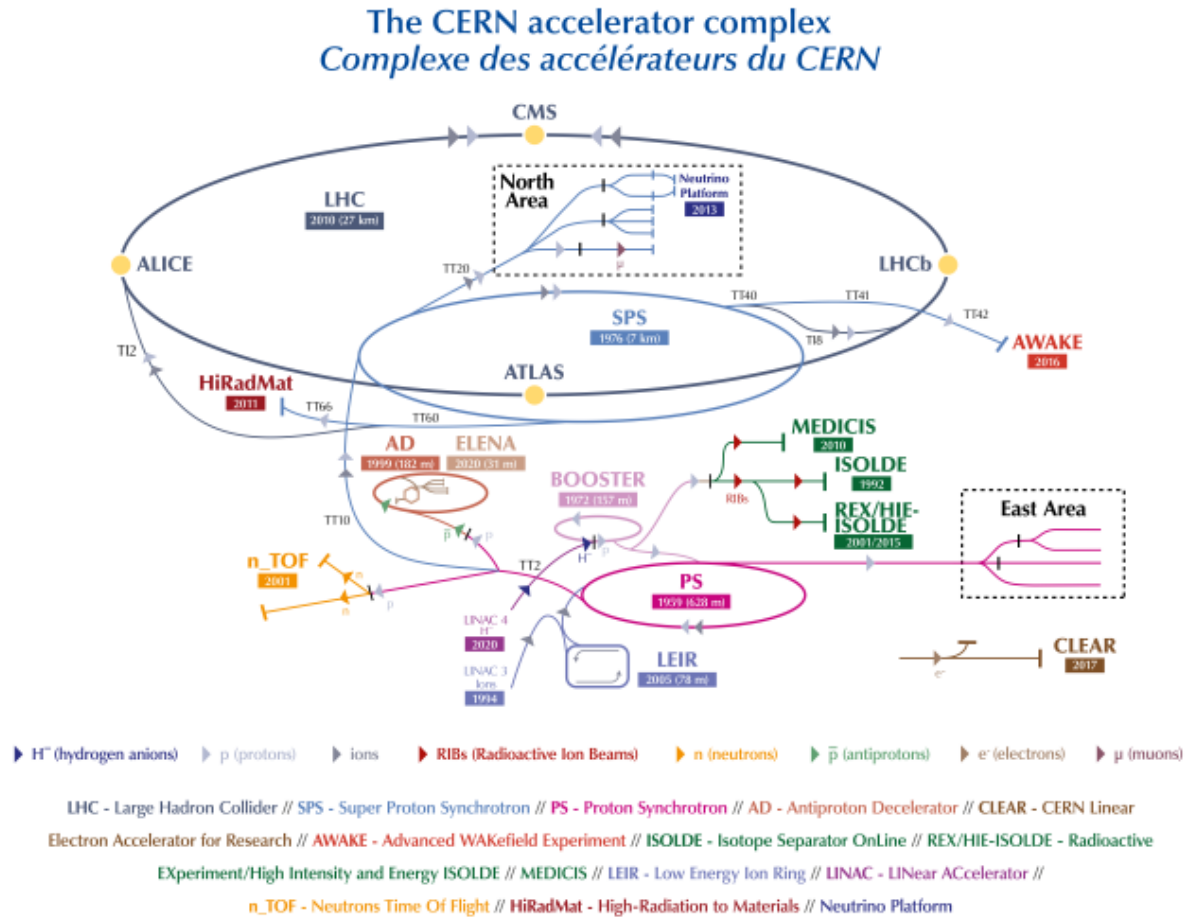 The CERN accelerator complex
Complexe des accélérateurs du CERN
CMS
North
Area
Neutrino
Platform
2013
LHC
2010 (27 km)
ALICE
LHCb
TT20
μ
TT40
TT41
TT42
SPS
1976 (7 km)
TI8
AWAKE
2016
TI2
ATLAS
HiRadMat
2011
TT66
TT60
AD
1999 (182 m)
ELENA
2020 (31 m)
MEDICIS
2010
BOOSTER
1972 (157 m)
ISOLDE
1992
RIBs
REX/HIE-
ISOLDE
2001/2015
East Area
TT10
p̅
p
H⁻
p
TT2
n_TOF
2001
n
n
p
PS
1959 (628 m)
LINAC 4
H⁻
2020
LINAC 3
Ions
1994
LEIR
2005 (78 m)
CLEAR
2017
e⁻
H⁻ (hydrogen anions)
p (protons)
ions
RIBs (Radioactive Ion Beams)
n (neutrons)
p̅ (antiprotons)
e⁻ (electrons)
μ (muons)
LHC - Large Hadron Collider // SPS - Super Proton Synchrotron // PS - Proton Synchrotron // AD - Antiproton Decelerator // CLEAR - CERN Linear
Electron Accelerator for Research // AWAKE - Advanced WAKefield Experiment // ISOLDE - Isotope Separator OnLine // REX/HIE-ISOLDE - Radioactive
EXperiment/High Intensity and Energy ISOLDE // MEDICIS // LEIR - Low Energy Ion Ring // LINAC - LINear ACcelerator //
n_TOF - Neutrons Time Of Flight // HiRadMat - High-Radiation to Materials // Neutrino Platform